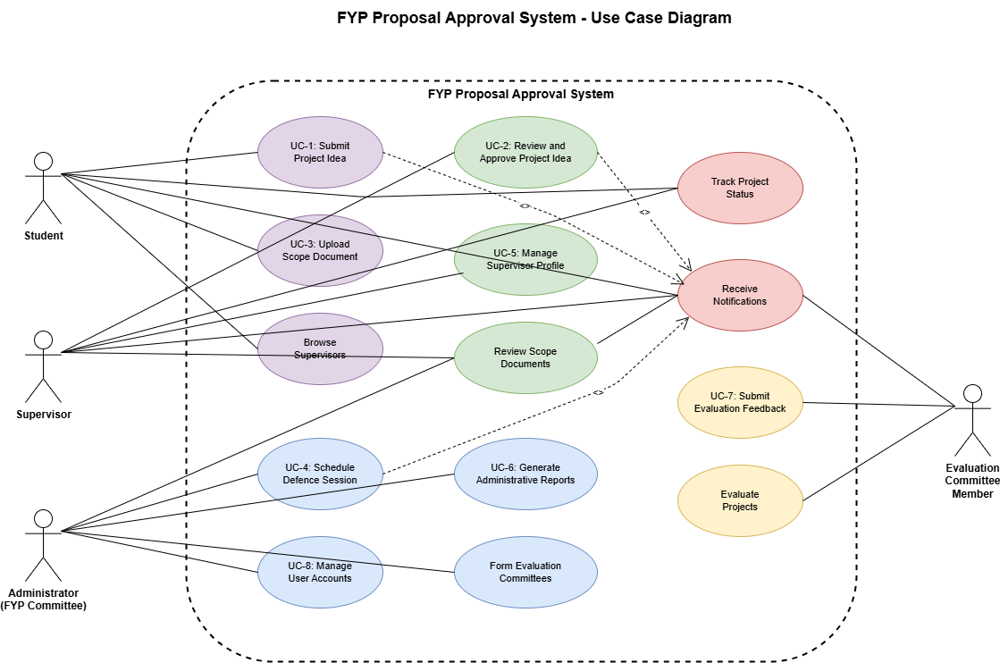 FYP Proposal Approval System - Use Case Diagram
FYP Proposal Approval System
UC-1: Submit
Project Idea
UC-2: Review and
Approve Project Idea
Track Project
Status
Student
UC-3: Upload
Scope Document
UC-5: Manage
Supervisor Profile
Receive
Notifications
Browse
Supervisors
Review Scope
Documents
Supervisor
UC-7: Submit
Evaluation Feedback
UC-4: Schedule
Defence Session
UC-6: Generate
Administrative Reports
Evaluate
Projects
Evaluation
Committee
Member
UC-8: Manage
User Accounts
Form Evaluation
Committees
Administrator
(FYP Committee)